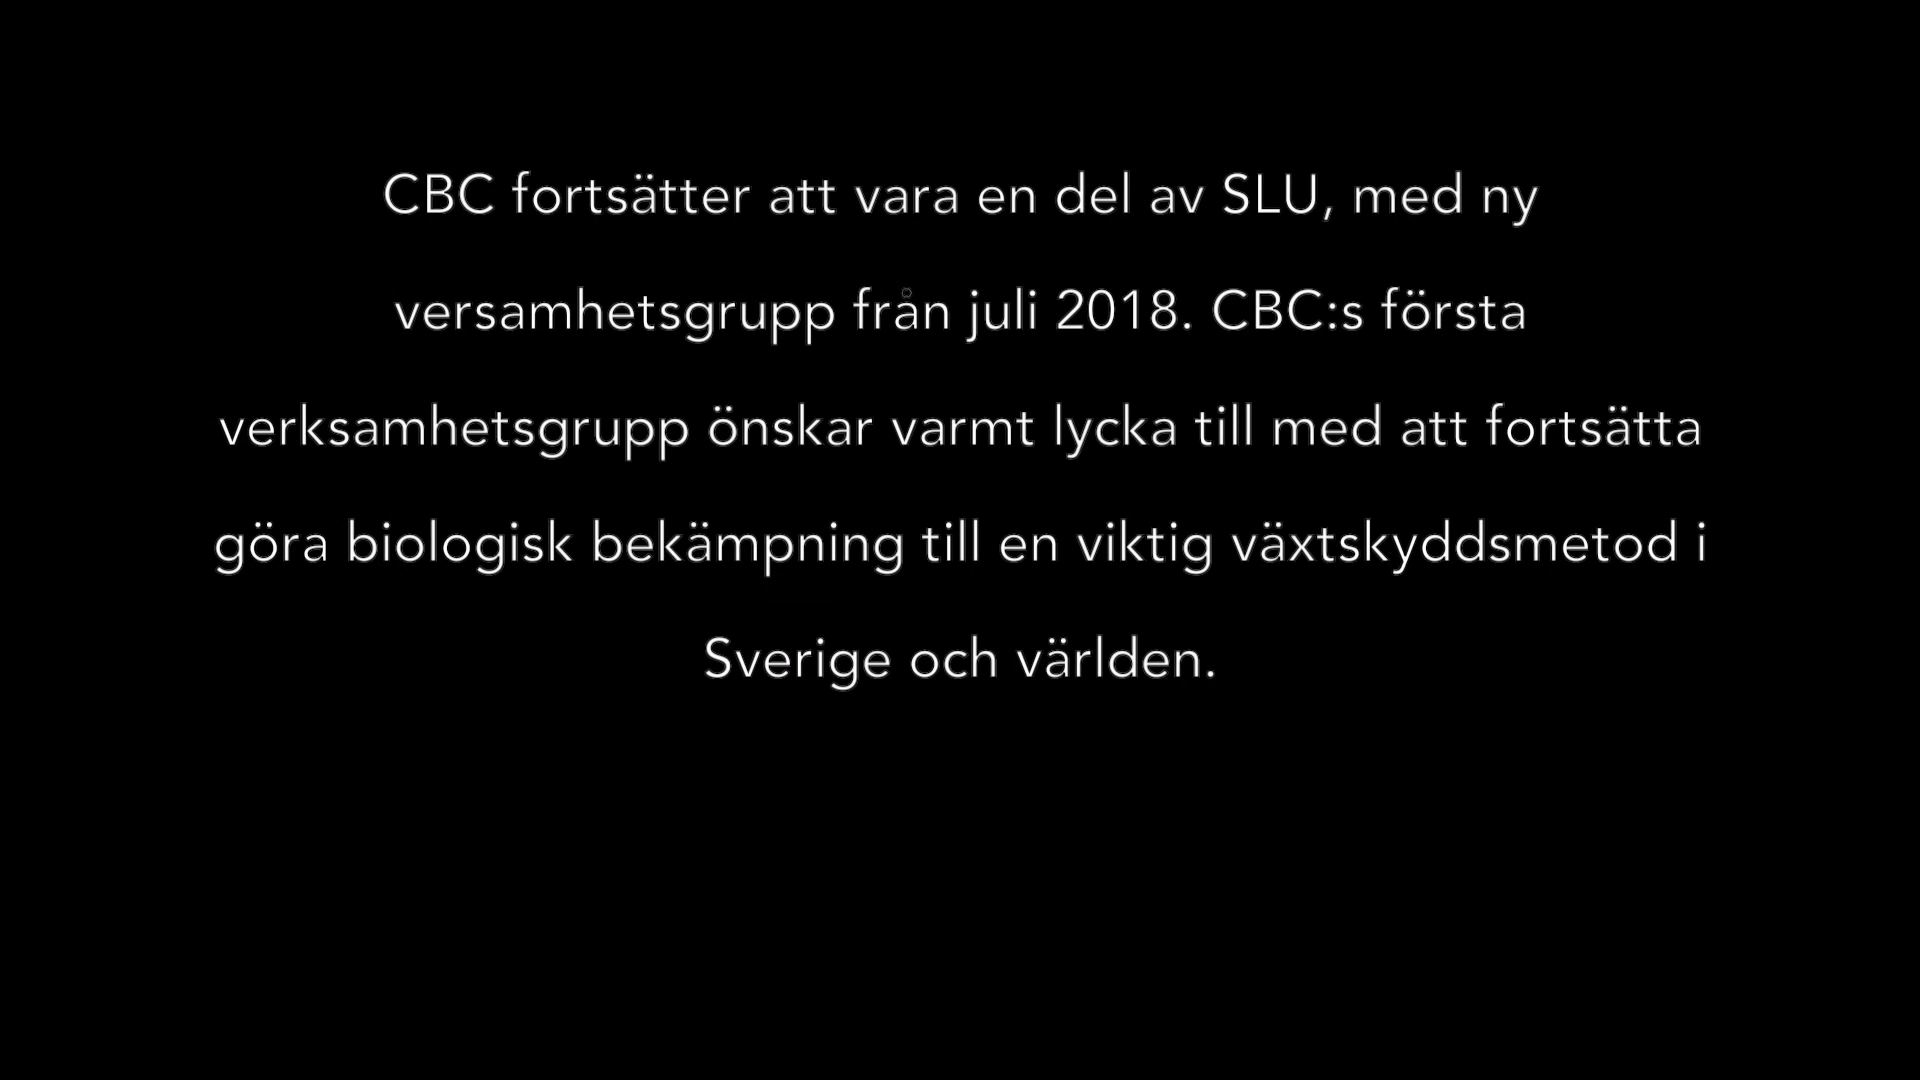 CBC fortsätter att vara en del av SLU, med ny
versamhetsgrupp från juli 2018. CBC:s första
verksamhetsgrupp önskar varmt lycka till med att fortsätta
göra biologisk bekämpning till en viktig växtskyddsmetod i
Sverige och världen.